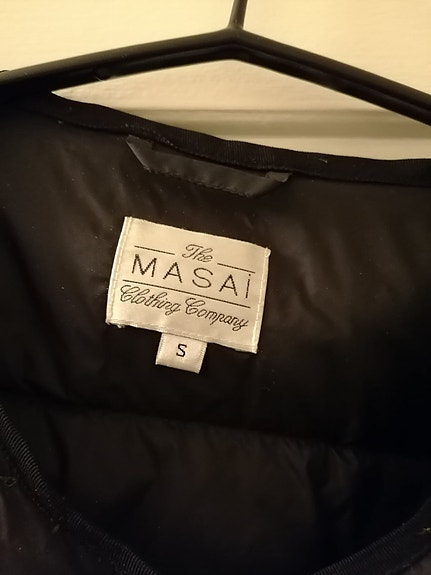 The
MASAi
Clothing Company
S